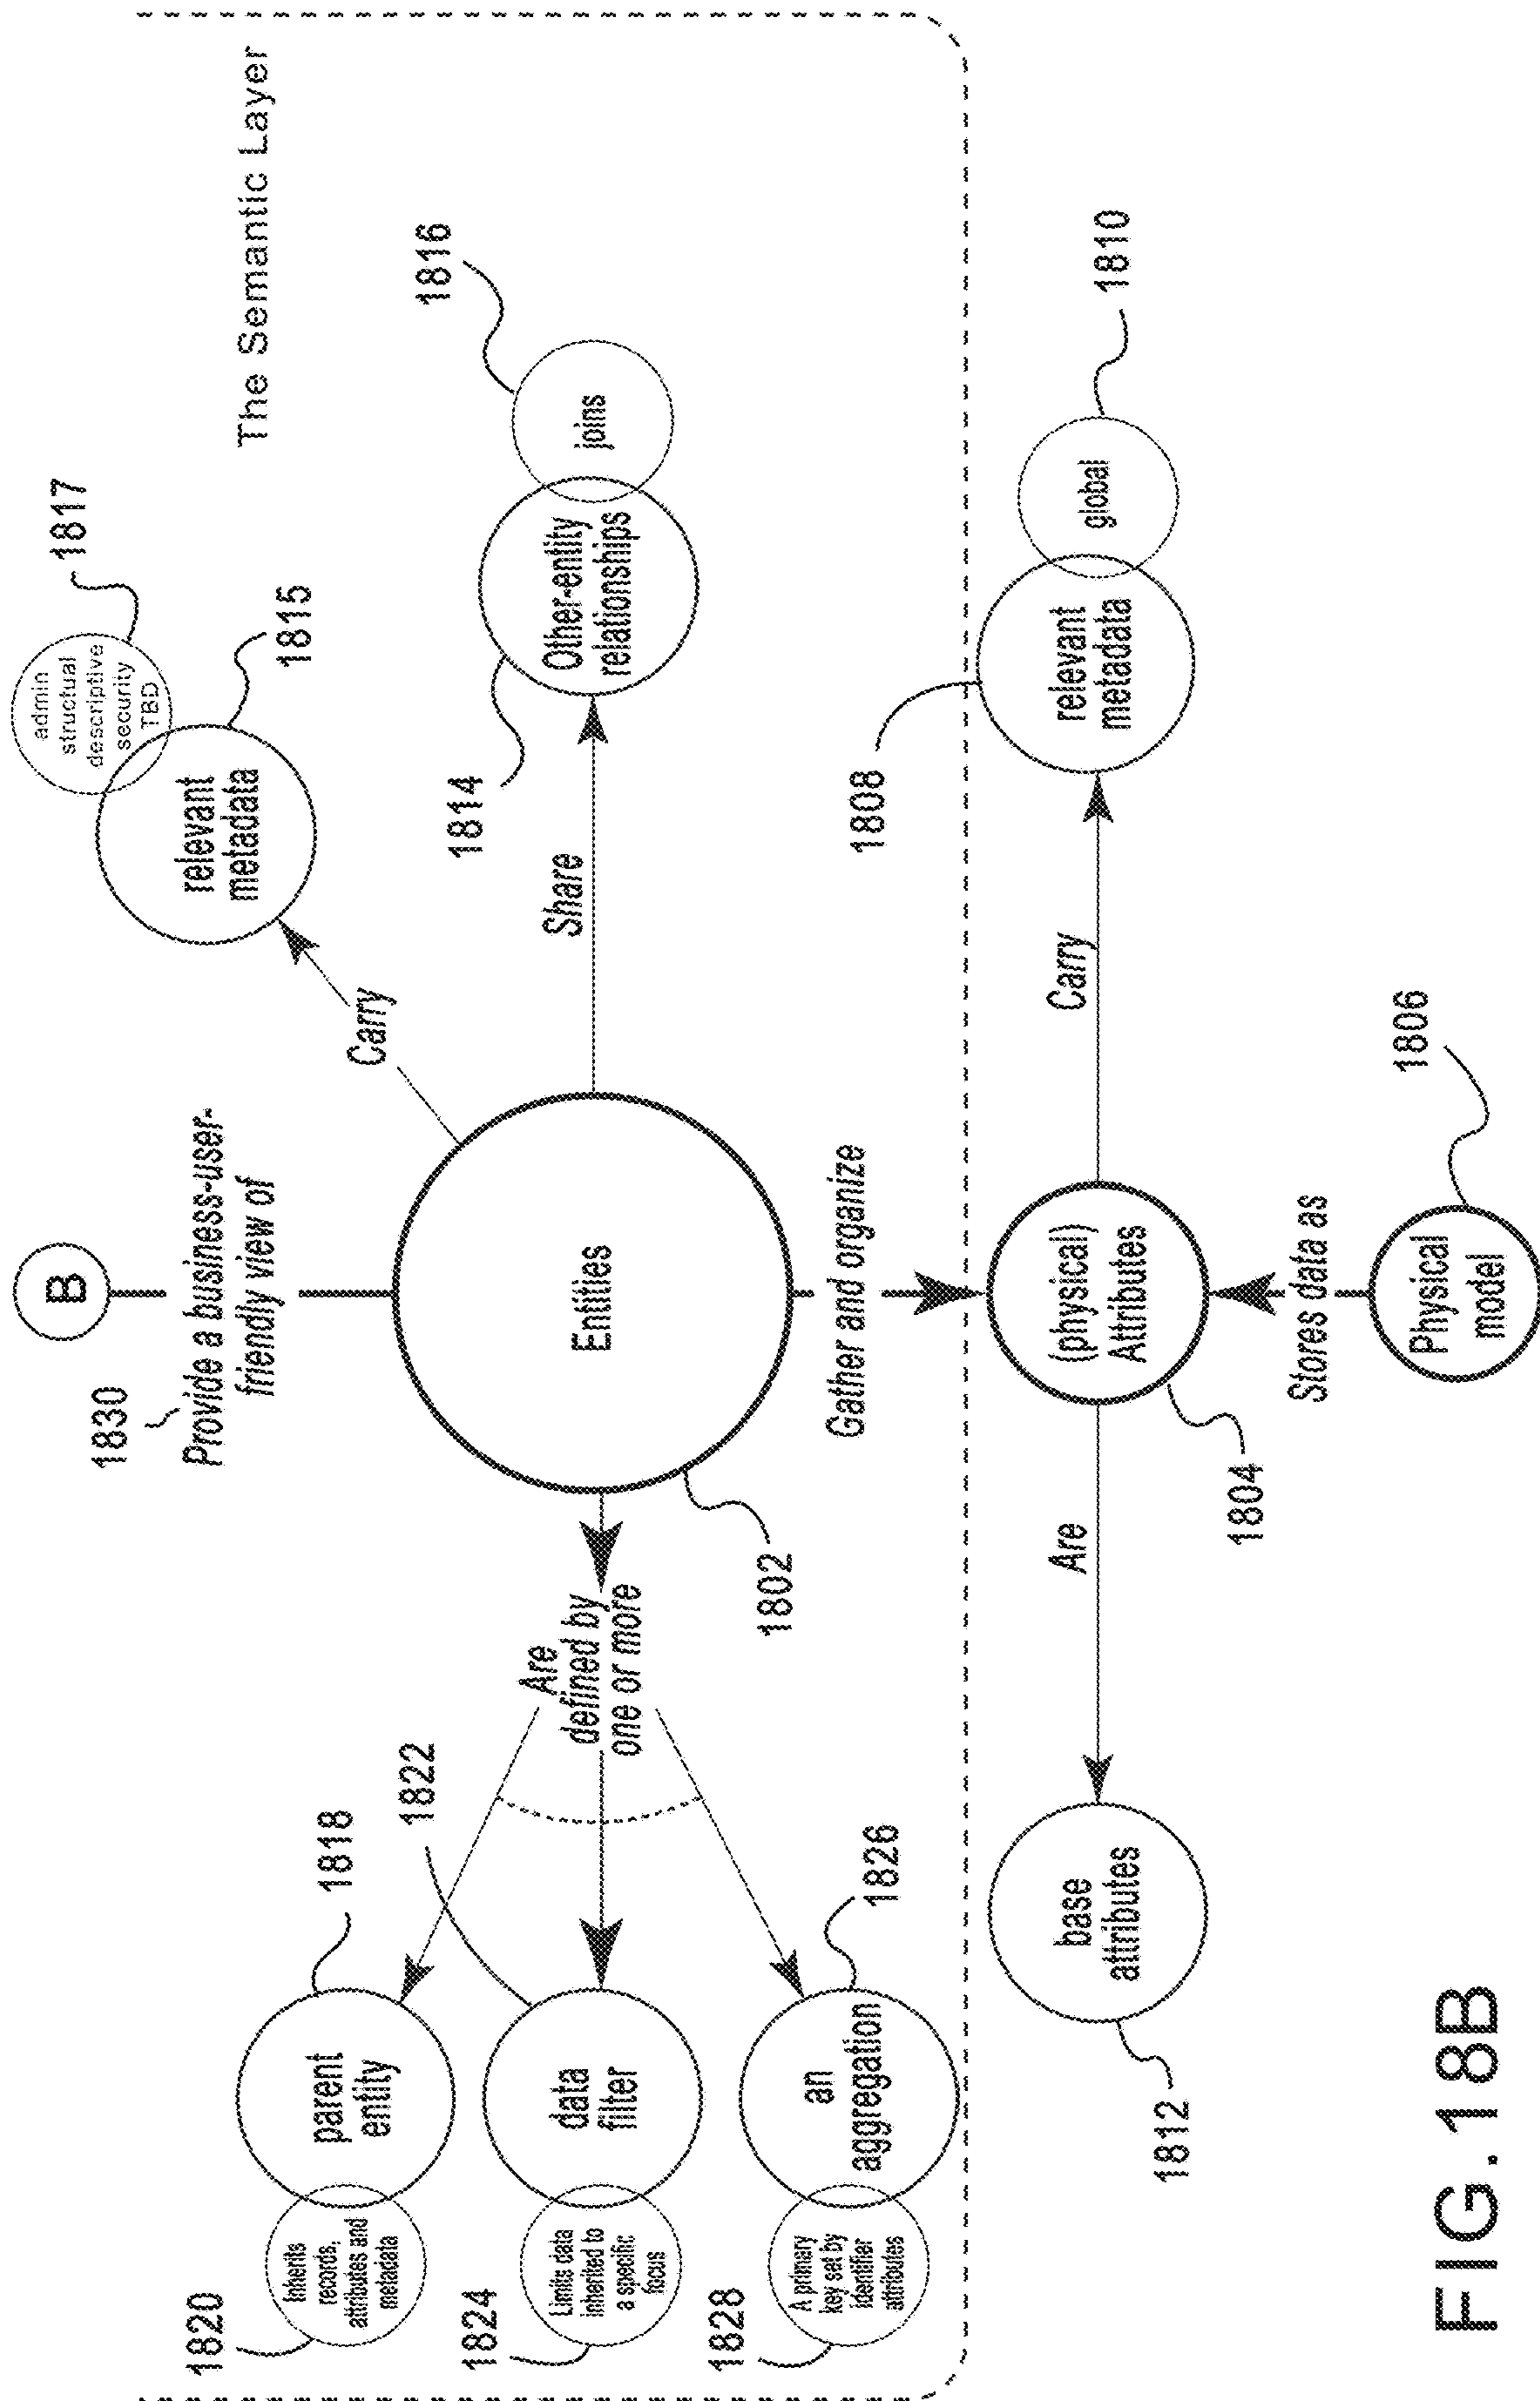 B
1817
admin
structual
descriptive
security
TBD
1830
Provide a business-user-
friendly view of
The Semantic Layer
relevant
metadata
1815
1820
Inherits
records,
attributes and
metadata
parent
entity
1818
Carry
1822
1816
1824
Limits data
inherited to
a specific
focus
data
filter
Are
defined by
one or more
Entities
Share
1814
Other-entity
relationships
joins
1828
A primary
key set by
identifier
attributes
an
aggregation
1826
1802
Gather and organize
1808
1812
base
attributes
Are
(physical)
Attributes
Carry
relevant
metadata
global
1810
1804
Stores data as
1806
Physical
model
FIG. 18B